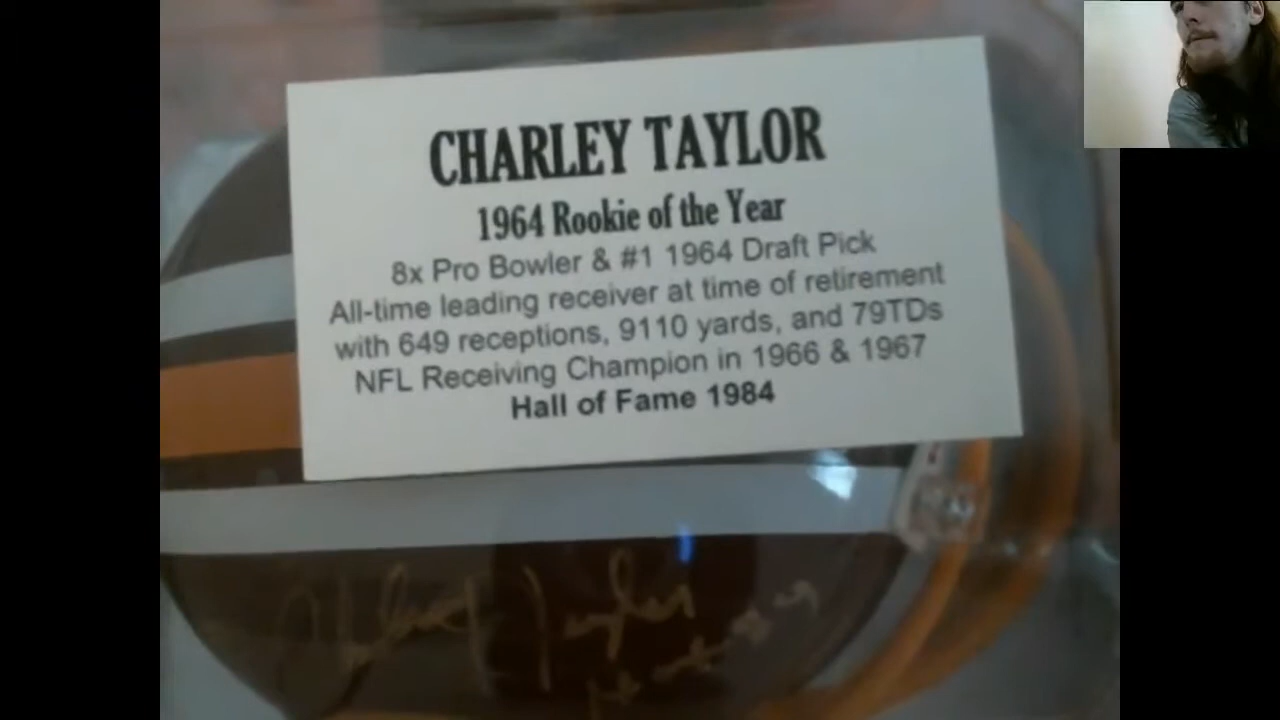 CHARLEY TAYLOR
1964 Rookie of the Year
8x Pro Bowler & #1 1964 Draft Pick
All-time leading receiver at time of retirement
with 649 receptions, 9110 yards, and 79TDs
NFL Receiving Champion in 1966 & 1967
Hall of Fame 1984
Charley Taylor